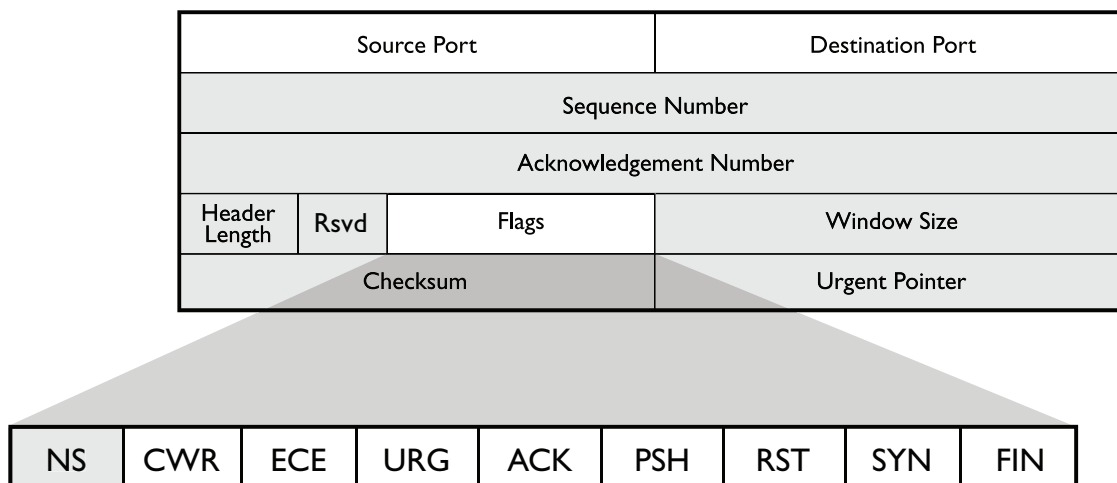 Source Port Destination Port
Sequence Number
Acknowledgement Number
Header
Length Rsvd Flags Window Size
Checksum Urgent Pointer
NS CWR ECE URG ACK PSH RST SYN FIN